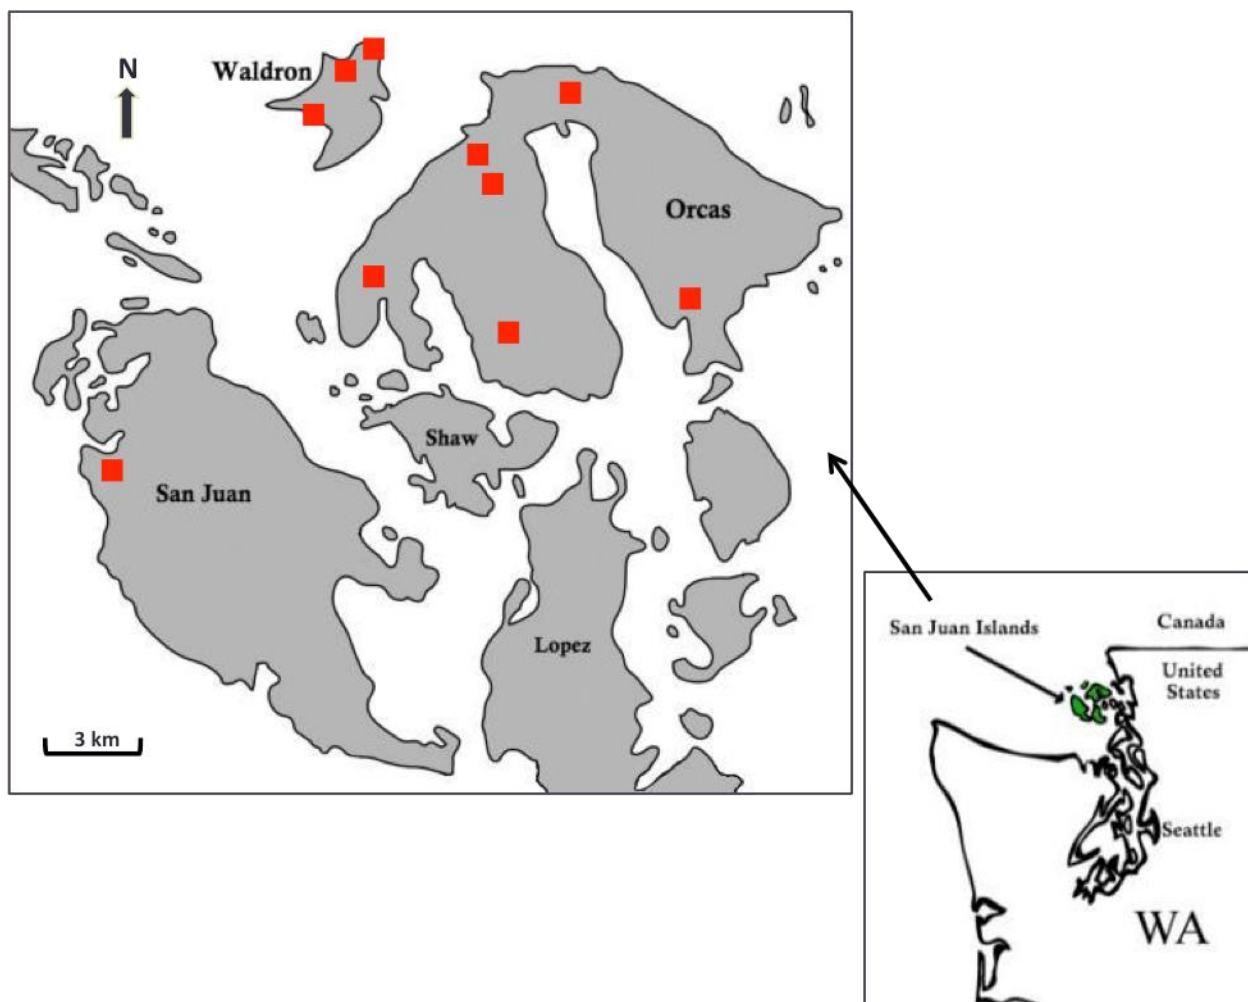 N
Waldron
Orcas
Shaw
San Juan
Lopez
3 km
San Juan Islands
Canada
United
States
Seattle
WA